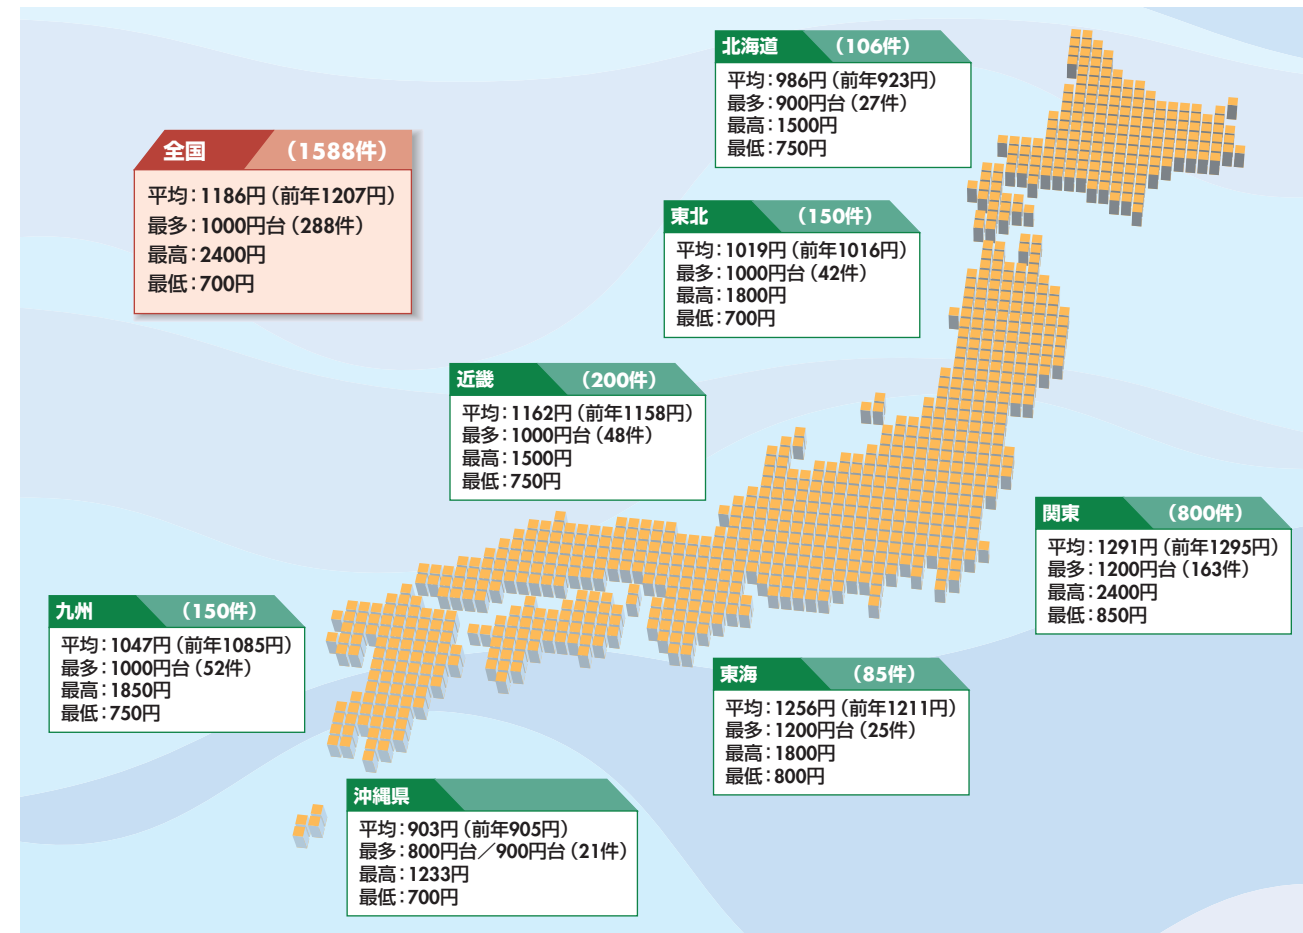 全国 (1588件)
平均：1186円（前年1207円）
最多：1000円台（288件）
最高：2400円
最低：700円
北海道 （106件）
平均：986円（前年923円）
最多：900円台（27件）
最高：1500円
最低：750円
東北 （150件）
平均：1019円（前年1016円）
最多：1000円台（42件）
最高：1800円
最低：700円
近畿 （200件）
平均：1162円（前年1158円）
最多：1000円台（48件）
最高：1500円
最低：750円
関東 （800件）
平均：1291円（前年1295円）
最多：1200円台（163件）
最高：2400円
最低：850円
九州 （150件）
平均：1047円（前年1085円）
最多：1000円台（52件）
最高：1850円
最低：750円
東海 （85件）
平均：1256円（前年1211円）
最多：1200円台（25件）
最高：1800円
最低：800円
沖縄県
平均：903円（前年905円）
最多：800円台／900円台（21件）
最高：1233円
最低：700円